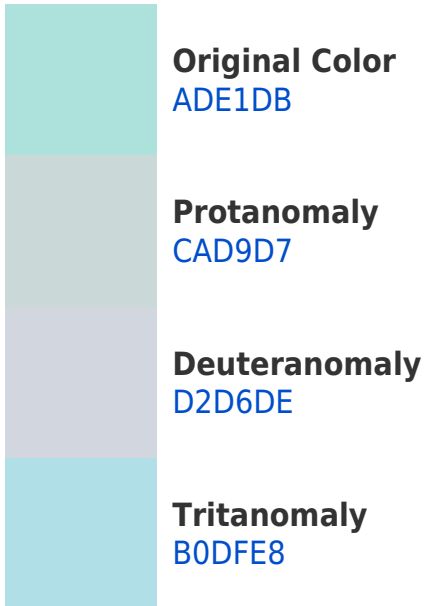 Original Color
ADE1DB
Protanomaly
CAD9D7
Deuteranomaly
D2D6DE
Tritanomaly
B0DFE8